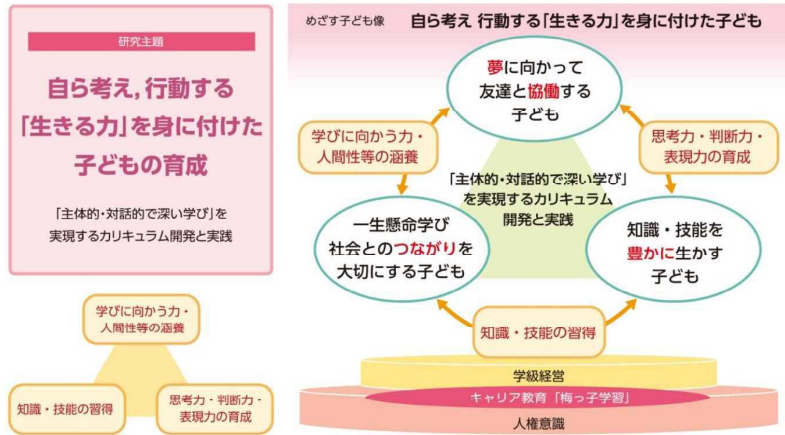 研究主題
自ら考え,行動する
「生きる力」を身に付けた
子どもの育成
「主体的・対話的で深い学び」を
実現するカリキュラム開発と実践
学びに向かう力・
人間性等の涵養
知識・技能の習得
思考力・判断力・
表現力の育成
めざす子ども像 自ら考え 行動する「生きる力」を身に付けた子ども
夢に向かって
友達と協働する
子ども
学びに向かう力・
人間性等の涵養
思考力・判断力・
表現力の育成
「主体的・対話的で深い学び」
を実現するカリキュラム
開発と実践
一生懸命学び
社会とのつながりを
大切にする子ども
知識・技能を
豊かに生かす
子ども
知識・技能の習得
学級経営
キャリア教育「梅っ子学習」
人権意識